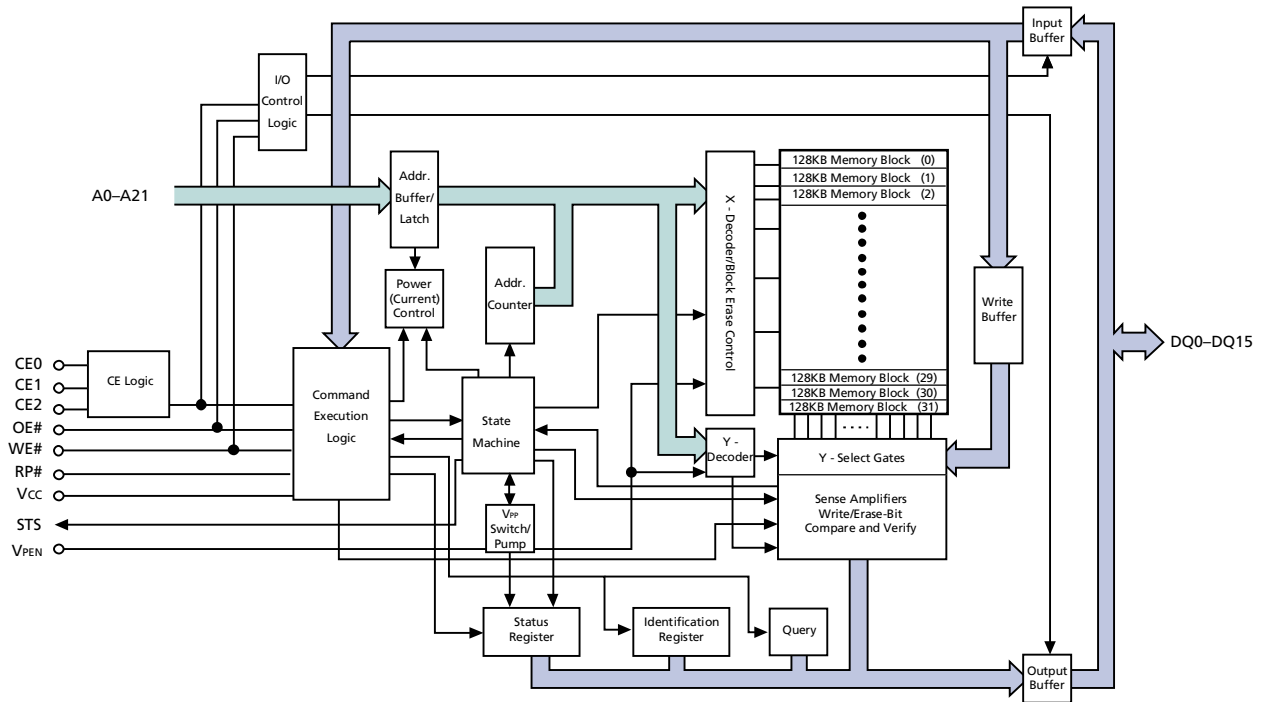 Input
Buffer
I/O
Control
Logic
A0–A21
Addr.
Buffer/
Latch
X - Decoder/Block Erase Control
128KB Memory Block (0)
128KB Memory Block (1)
128KB Memory Block (2)
Power
(Current)
Control
Addr.
Counter
Write
Buffer
DQ0–DQ15
CE0
CE1
CE2
OE#
WE#
RP#
VCC
STS
VPEN
CE Logic
Command
Execution
Logic
State
Machine
128KB Memory Block (29)
128KB Memory Block (30)
128KB Memory Block (31)
Y -
Decoder
Y - Select Gates
Sense Amplifiers
Write/Erase-Bit
Compare and Verify
VPP
Switch/
Pump
Status
Register
Identification
Register
Query
Output
Buffer